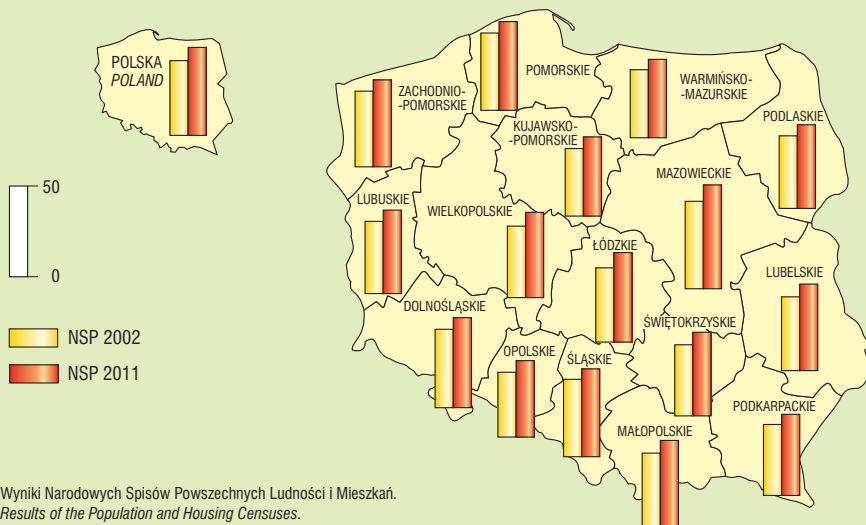 POLSKA
POLAND
50
0
NSP 2002
NSP 2011
ZACHODNIO-
-POMORSKIE
POMORSKIE
WARMIŃSKO-
-MAZURSKIE
KUJAWSKO-
-POMORSKIE
PODLASKIE
LUBUSKIE
WIELKOPOLSKIE
MAZOWIECKIE
ŁÓDZKIE
LUBELSKIE
DOLNOŚLĄSKIE
ŚWIĘTOKRZYSKIE
OPOLSKIE
ŚLĄSKIE
PODKARPACKIE
MAŁOPOLSKIE
Wyniki Narodowych Spisów Powszechnych Ludności i Mieszkań.
Results of the Population and Housing Censuses.